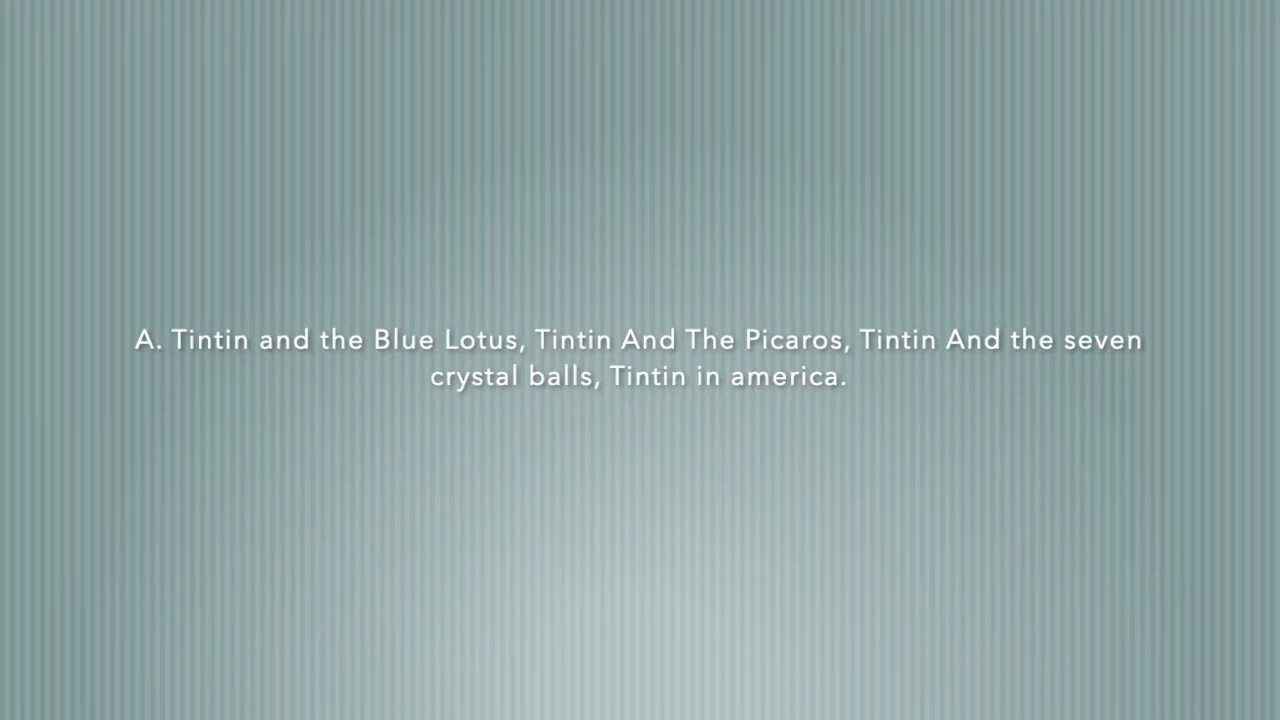 A. Tintin and the Blue Lotus, Tintin And The Picaros, Tintin And the seven
crystal balls, Tintin in america.